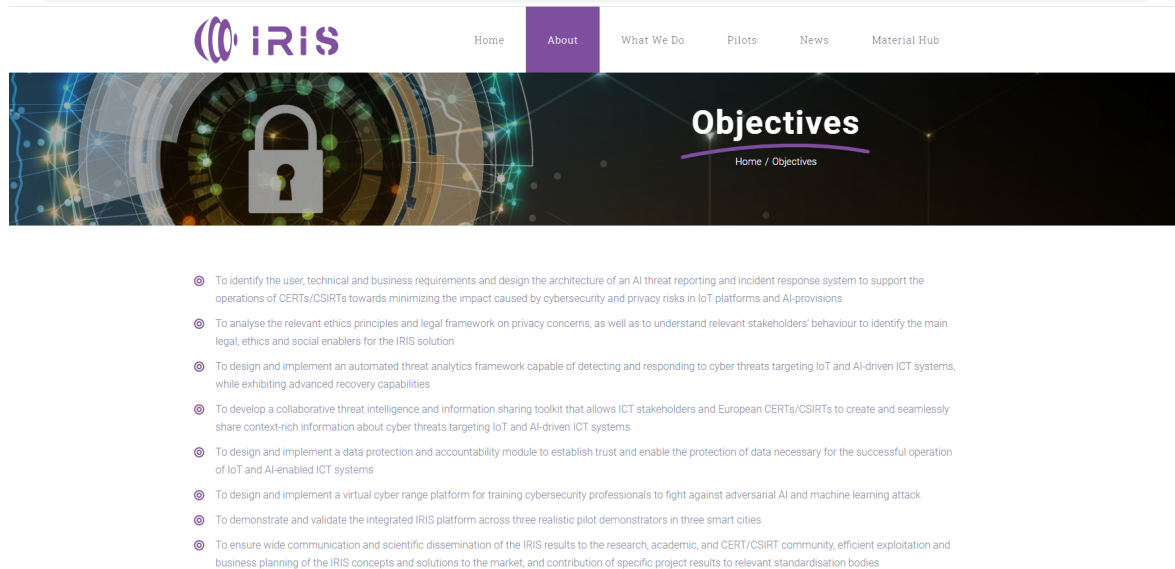 IRIS
Home About What We Do Pilots News Material Hub
Objectives
Home / Objectives
To identify the user, technical and business requirements and design the architecture of an AI threat reporting and incident response system to support the
operations of CERTs/CSIRTs towards minimizing the impact caused by cybersecurity and privacy risks in IoT platforms and AI-provisions
To analyse the relevant ethics principles and legal framework on privacy concerns, as well as to understand relevant stakeholders' behaviour to identify the main
legal, ethics and social enablers for the IRIS solution
To design and implement an automated threat analytics framework capable of detecting and responding to cyber threats targeting IoT and AI-driven ICT systems,
while exhibiting advanced recovery capabilities
To develop a collaborative threat intelligence and information sharing toolkit that allows ICT stakeholders and European CERTs/CSIRTs to create and seamlessly
share context-rich information about cyber threats targeting IoT and AI-driven ICT systems
To design and implement a data protection and accountability module to establish trust and enable the protection of data necessary for the successful operation
of IoT and AI-enabled ICT systems
To design and implement a virtual cyber range platform for training cybersecurity professionals to fight against adversarial AI and machine learning attack
To demonstrate and validate the integrated IRIS platform across three realistic pilot demonstrators in three smart cities
To ensure wide communication and scientific dissemination of the IRIS results to the research, academic, and CERT/CSIRT community, efficient exploitation and
business planning of the IRIS concepts and solutions to the market, and contribution of specific project results to relevant standardisation bodies